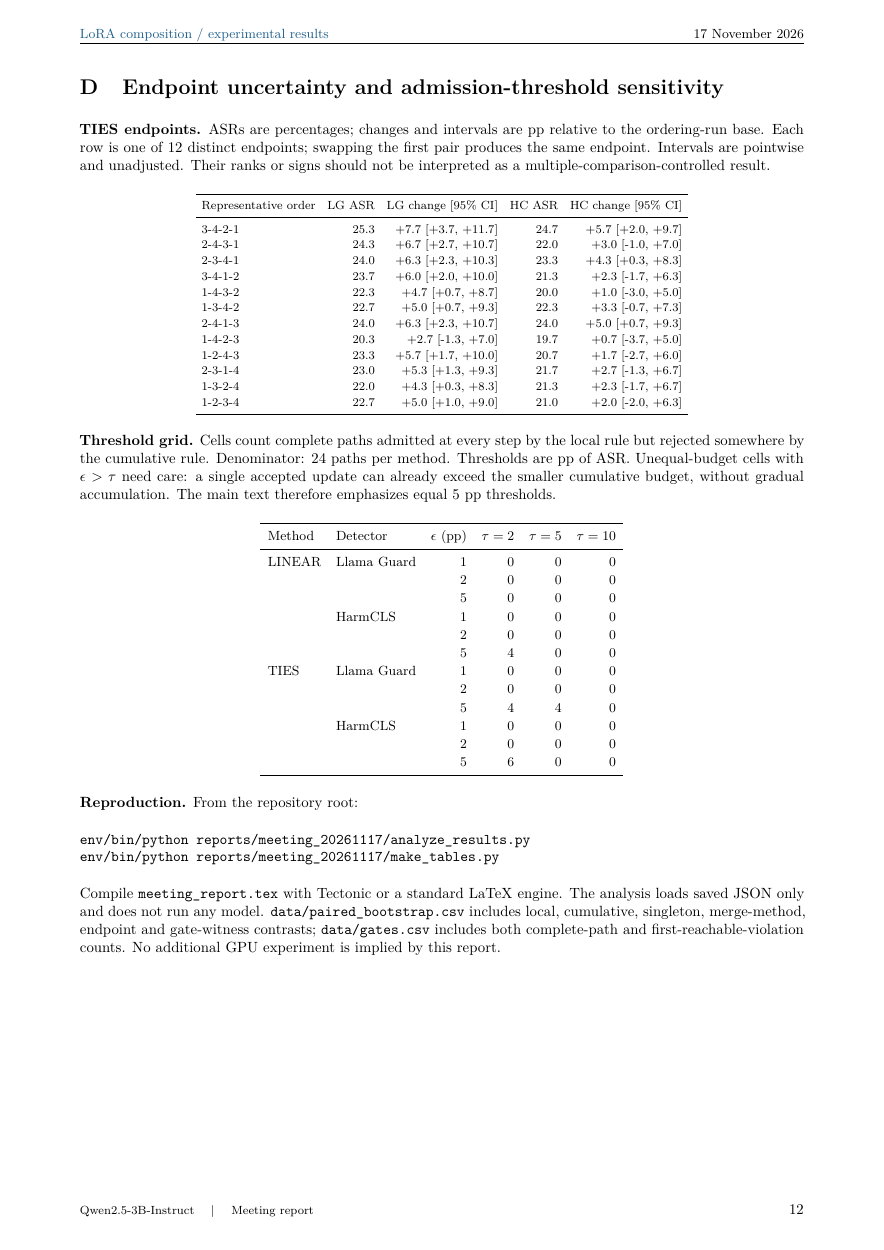 LoRA composition / experimental results 17 November 2026
D Endpoint uncertainty and admission-threshold sensitivity
TIES endpoints. ASRs are percentages; changes and intervals are pp relative to the ordering-run base. Each
row is one of 12 distinct endpoints; swapping the first pair produces the same endpoint. Intervals are pointwise
and unadjusted. Their ranks or signs should not be interpreted as a multiple-comparison-controlled result.
Representative order LG ASR LG change [95% CI] HC ASR HC change [95% CI]
3-4-2-1 25.3 +7.7 [+3.7, +11.7] 24.7 +5.7 [+2.0, +9.7]
2-4-3-1 24.3 +6.7 [+2.7, +10.7] 22.0 +3.0 [-1.0, +7.0]
2-3-4-1 24.0 +6.3 [+2.3, +10.3] 23.3 +4.3 [+0.3, +8.3]
3-4-1-2 23.7 +6.0 [+2.0, +10.0] 21.3 +2.3 [-1.7, +6.3]
1-4-3-2 22.3 +4.7 [+0.7, +8.7] 20.0 +1.0 [-3.0, +5.0]
1-3-4-2 22.7 +5.0 [+0.7, +9.3] 22.3 +3.3 [-0.7, +7.3]
2-4-1-3 24.0 +6.3 [+2.3, +10.7] 24.0 +5.0 [+0.7, +9.3]
1-4-2-3 20.3 +2.7 [-1.3, +7.0] 19.7 +0.7 [-3.7, +5.0]
1-2-4-3 23.3 +5.7 [+1.7, +10.0] 20.7 +1.7 [-2.7, +6.0]
2-3-1-4 23.0 +5.3 [+1.3, +9.3] 21.7 +2.7 [-1.3, +6.7]
1-3-2-4 22.0 +4.3 [+0.3, +8.3] 21.3 +2.3 [-1.7, +6.7]
1-2-3-4 22.7 +5.0 [+1.0, +9.0] 21.0 +2.0 [-2.0, +6.3]
Threshold grid. Cells count complete paths admitted at every step by the local rule but rejected somewhere by
the cumulative rule. Denominator: 24 paths per method. Thresholds are pp of ASR. Unequal-budget cells with
ϵ > τ need care: a single accepted update can already exceed the smaller cumulative budget, without gradual
accumulation. The main text therefore emphasizes equal 5 pp thresholds.
Method Detector ϵ (pp) τ = 2 τ = 5 τ = 10
LINEAR Llama Guard 1 0 0 0
2 0 0 0
5 0 0 0
HarmCLS 1 0 0 0
2 0 0 0
5 4 0 0
TIES Llama Guard 1 0 0 0
2 0 0 0
5 4 4 0
HarmCLS 1 0 0 0
2 0 0 0
5 6 0 0
Reproduction. From the repository root:
env/bin/python reports/meeting_20261117/analyze_results.py
env/bin/python reports/meeting_20261117/make_tables.py
Compile meeting_report.tex with Tectonic or a standard LaTeX engine. The analysis loads saved JSON only
and does not run any model. data/paired_bootstrap.csv includes local, cumulative, singleton, merge-method,
endpoint and gate-witness contrasts; data/gates.csv includes both complete-path and first-reachable-violation
counts. No additional GPU experiment is implied by this report.
Qwen2.5-3B-Instruct | Meeting report 12